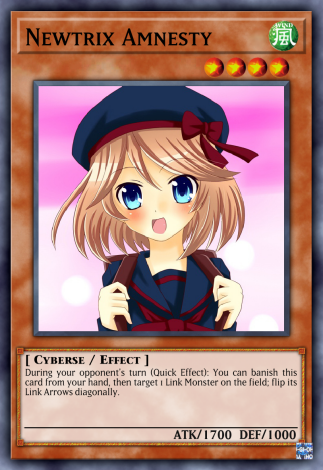 Newtrix Amnesty
WIND
風
[ Cyberse / Effect ]
During your opponent's turn (Quick Effect): You can banish this
card from your hand, then target 1 Link Monster on the field; flip its
Link Arrows diagonally.
ATK/1700 DEF/1000